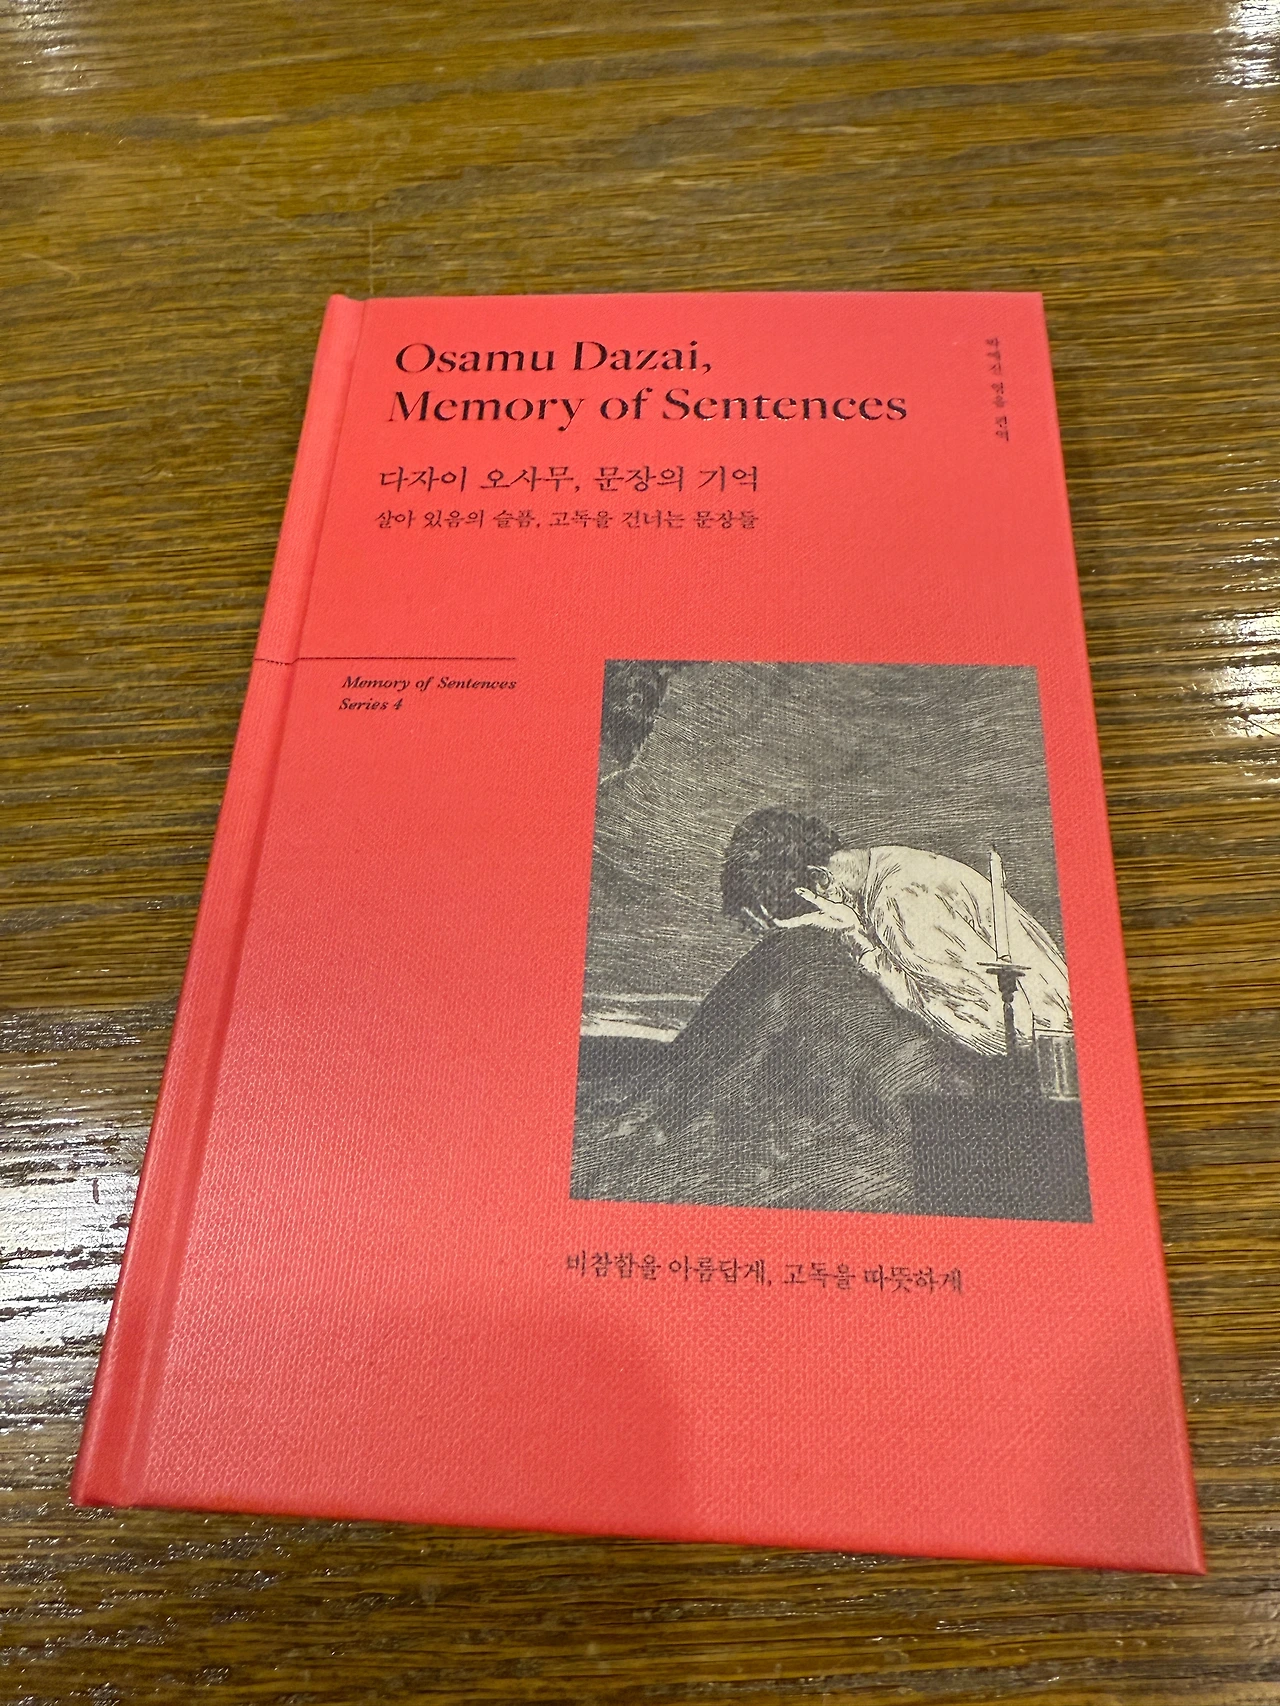 Osamu Dazai,
Memory of Sentences
다자이 오사무, 문장의 기억
살아 있음의 슬픔, 고독을 건너는 문장들
Memory of Sentences
Series 4
비참함을 아름답게, 고독을 따뜻하게